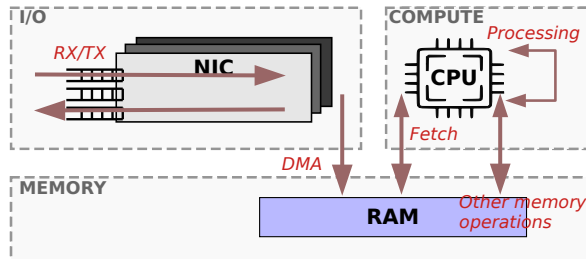 I/O
COMPUTE
RX/TX
NIC
Processing
CPU
Fetch
DMA
MEMORY
RAM
Other memory
operations